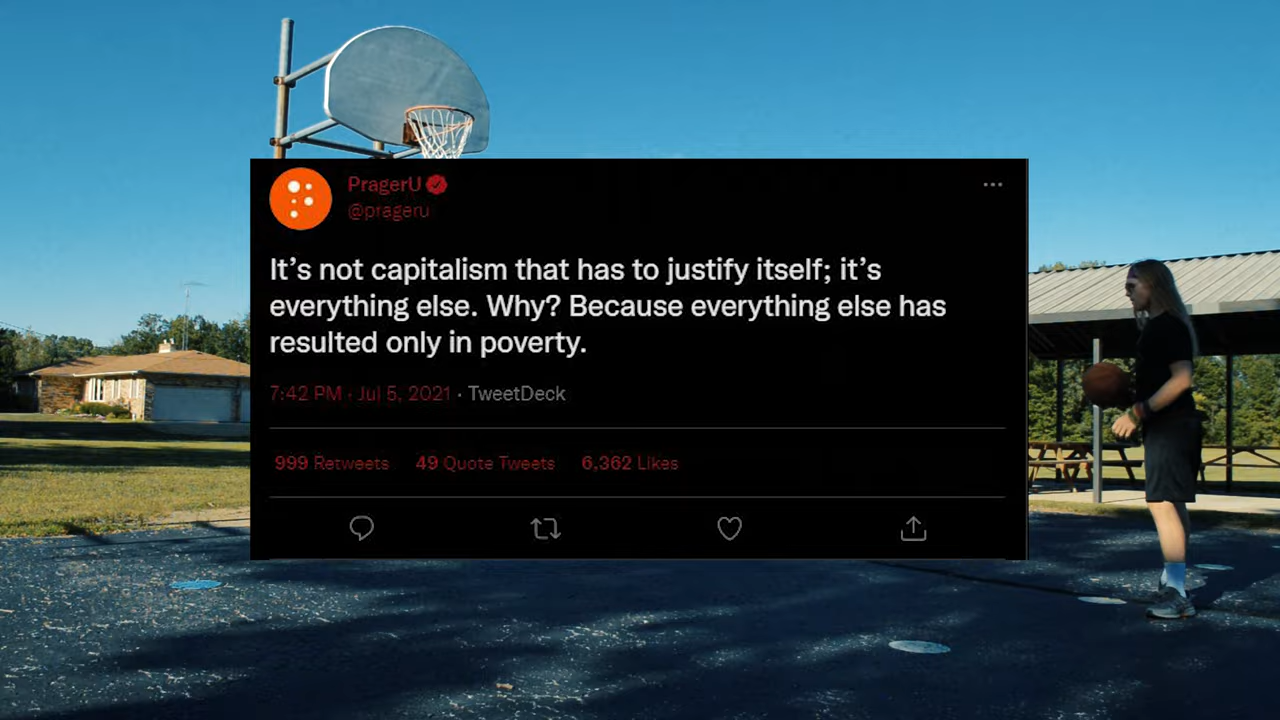 PragerU
@prageru
It's not capitalism that has to justify itself; it's
everything else. Why? Because everything else has
resulted only in poverty.
7:42 PM · Jul 5, 2021 · TweetDeck
999 Retweets 49 Quote Tweets 6,362 Likes